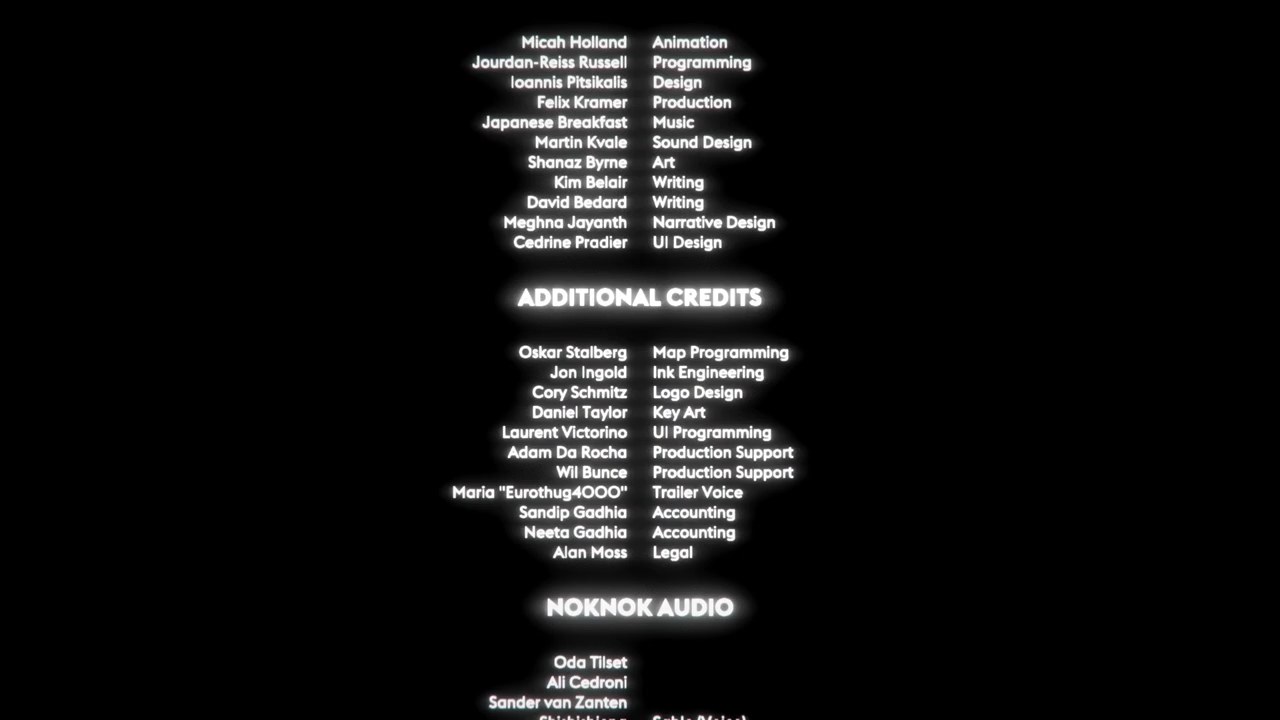 Micah Holland Animation
Jourdan-Reiss Russell Programming
Ioannis Pitsikalis Design
Felix Kramer Production
Japanese Breakfast Music
Martin Kvale Sound Design
Shanaz Byrne Art
Kim Belair Writing
David Bedard Writing
Meghna Jayanth Narrative Design
Cedrine Pradier UI Design
ADDITIONAL CREDITS
Oskar Stalberg Map Programming
Jon Ingold Ink Engineering
Cory Schmitz Logo Design
Daniel Taylor Key Art
Laurent Victorino UI Programming
Adam Da Rocha Production Support
Wil Bunce Production Support
Maria "Eurothug4000" Trailer Voice
Sandip Gadhia Accounting
Neeta Gadhia Accounting
Alan Moss Legal
NOKNOK AUDIO
Oda Tilset
Ali Cedroni
Sander van Zanten
Sable (Voice)